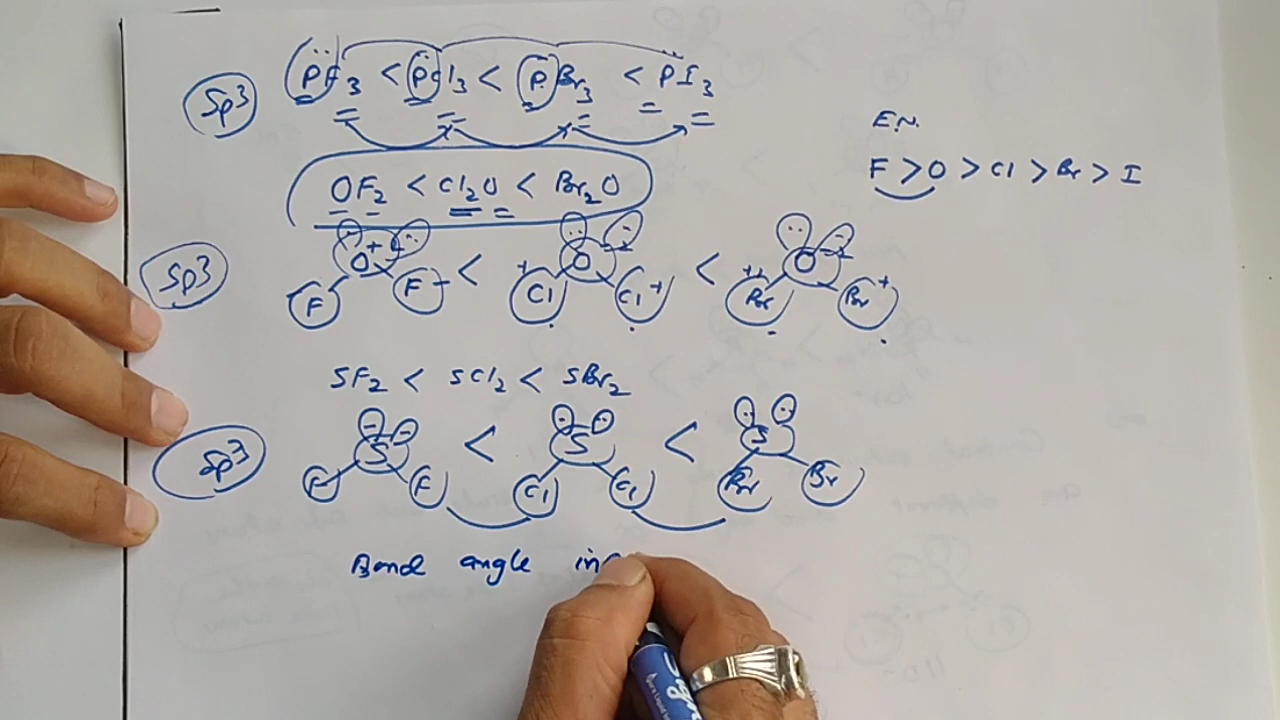 Sp3 PF3 < PCl3 < PBr3 < PI3
E.N.
F > O > Cl > Br > I
OF2 < Cl2O < Br2O
Sp3 O F F < O Cl Cl < O Br Br
SF2 < SCl2 < SBr2
Sp3 S F F < S Cl Cl < S Br Br
Bond angle in